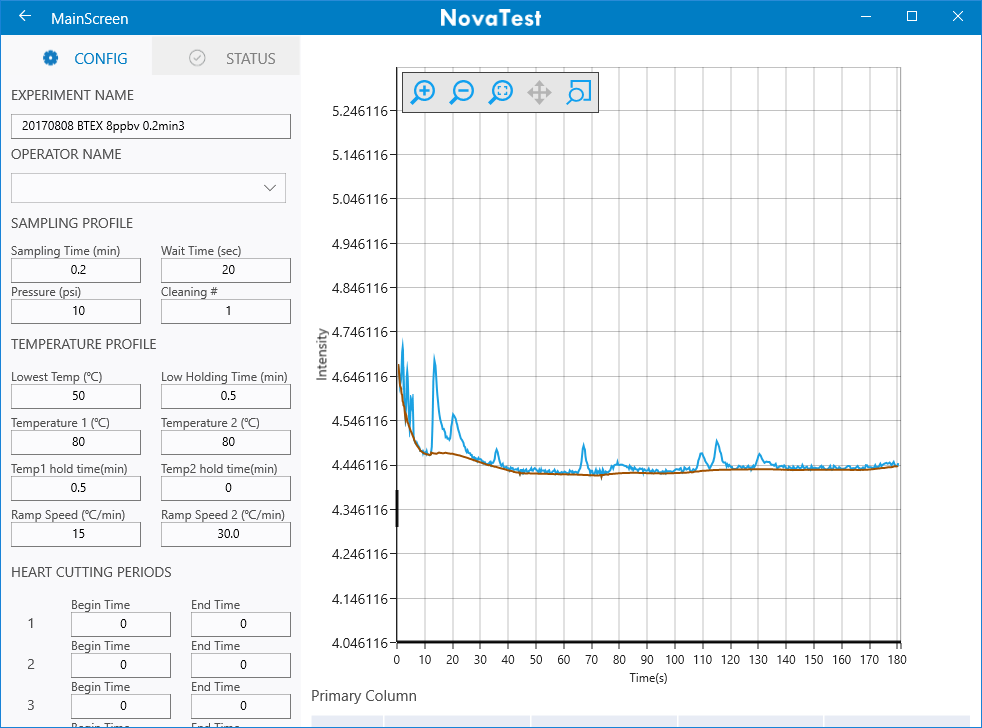 MainScreen
NovaTest
CONFIG
STATUS
EXPERIMENT NAME
20170808 BTEX 8ppbv 0.2min3
OPERATOR NAME
SAMPLING PROFILE
Sampling Time (min) Wait Time (sec)
0.2 20
Pressure (psi) Cleaning #
10 1
TEMPERATURE PROFILE
Lowest Temp (℃) Low Holding Time (min)
50 0.5
Temperature 1 (℃) Temperature 2 (℃)
80 80
Temp1 hold time(min) Temp2 hold time(min)
0.5 0
Ramp Speed (℃/min) Ramp Speed 2 (℃/min)
15 30.0
HEART CUTTING PERIODS
Begin Time End Time
1 0 0
Begin Time End Time
2 0 0
Begin Time End Time
3 0 0
Intensity
5.246116
5.146116
5.046116
4.946116
4.846116
4.746116
4.646116
4.546116
4.446116
4.346116
4.246116
4.146116
4.046116
0 10 20 30 40 50 60 70 80 90 100 110 120 130 140 150 160 170 180
Time(s)
Primary Column